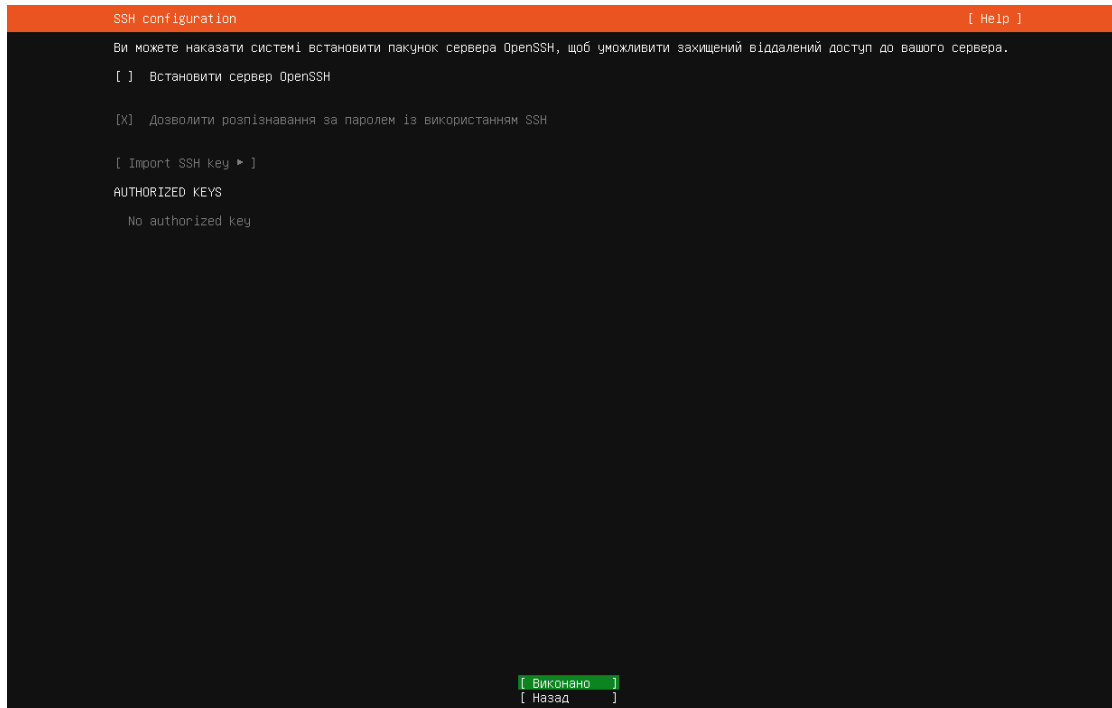 SSH configuration [ Help ]
Ви можете наказати системі встановити пакунок сервера OpenSSH, щоб уможливити захищений віддалений доступ до вашого сервера.
[ ] Встановити сервер OpenSSH
[X] Дозволити розпізнавання за паролем із використанням SSH
[ Import SSH key ► ]
AUTHORIZED KEYS
No authorized key
[ Виконано ]
[ Назад ]